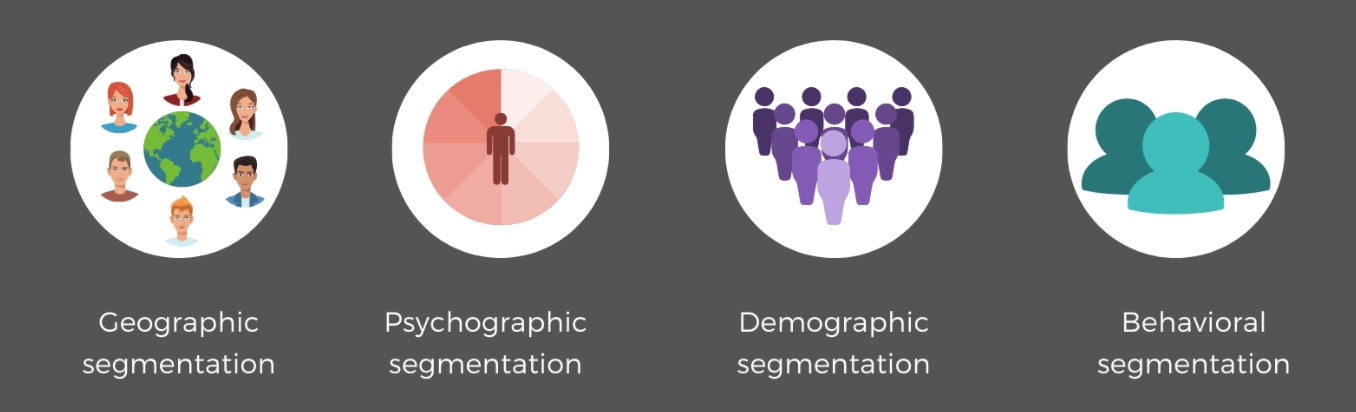 Geographic
segmentation
Psychographic
segmentation
Demographic
segmentation
Behavioral
segmentation